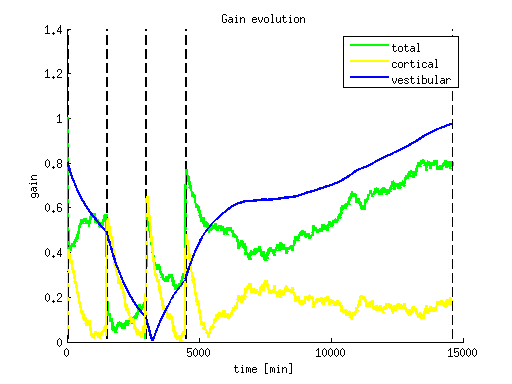 Gain evolution
1.4
1.2
1
0.8
0.6
0.4
0.2
0
gain
total
cortical
vestibular
0 5000 10000 15000
time [min]